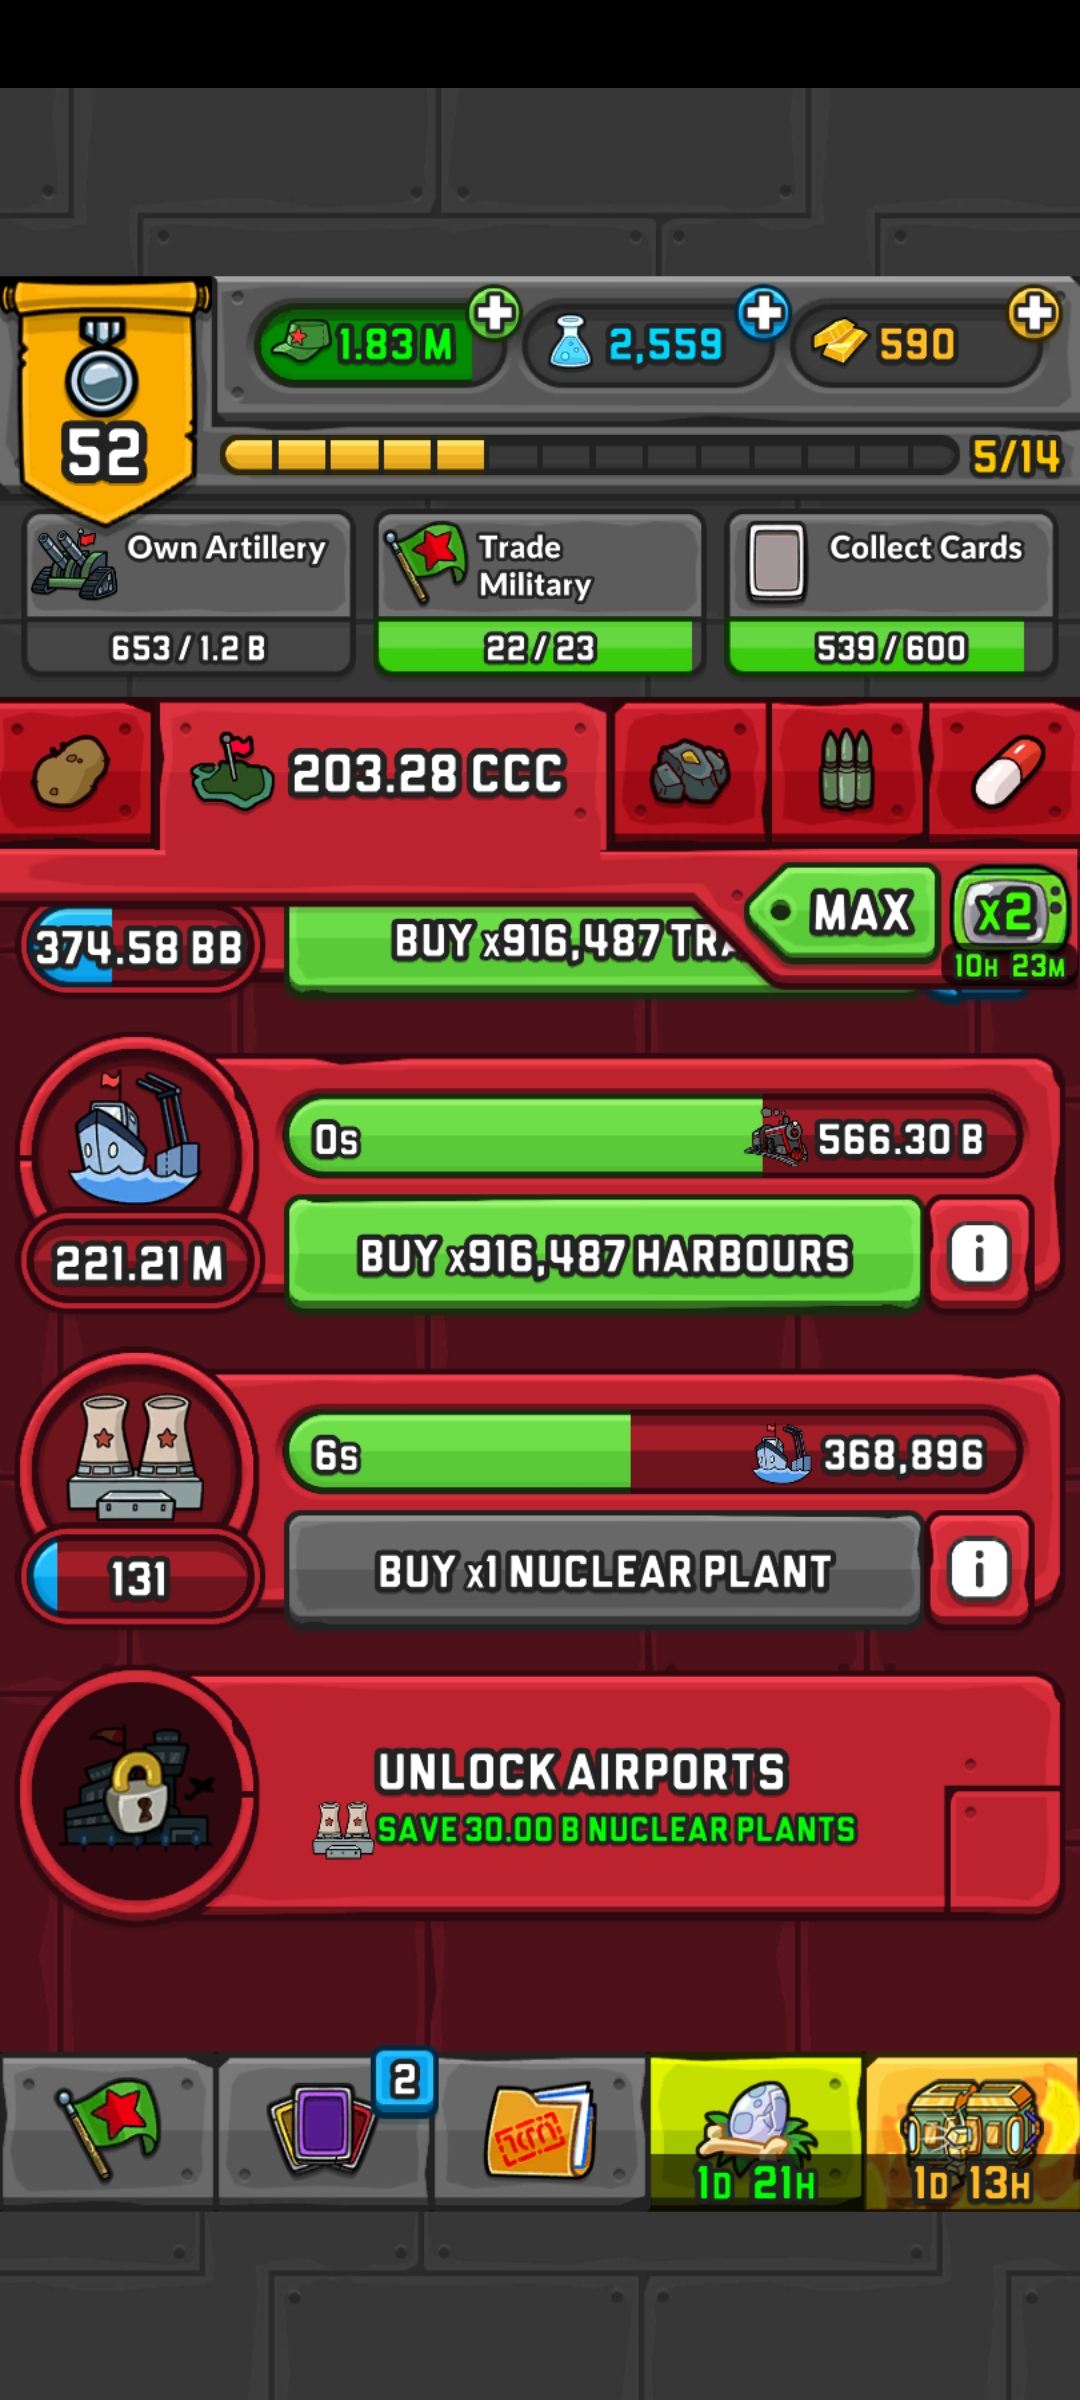 1.83 M
2,559
590
52
5/14
Own Artillery
653 / 1.2 B
Trade
Military
22 / 23
Collect Cards
539 / 600
203.28 CCC
MAX
x2
10H 23M
374.58 BB
BUY x916,487 TRA
0s
566.30 B
221.21 M
BUY x916,487 HARBOURS
i
6s
368,896
131
BUY x1 NUCLEAR PLANT
i
UNLOCK AIRPORTS
SAVE 30.00 B NUCLEAR PLANTS
2
1D 21H
1D 13H